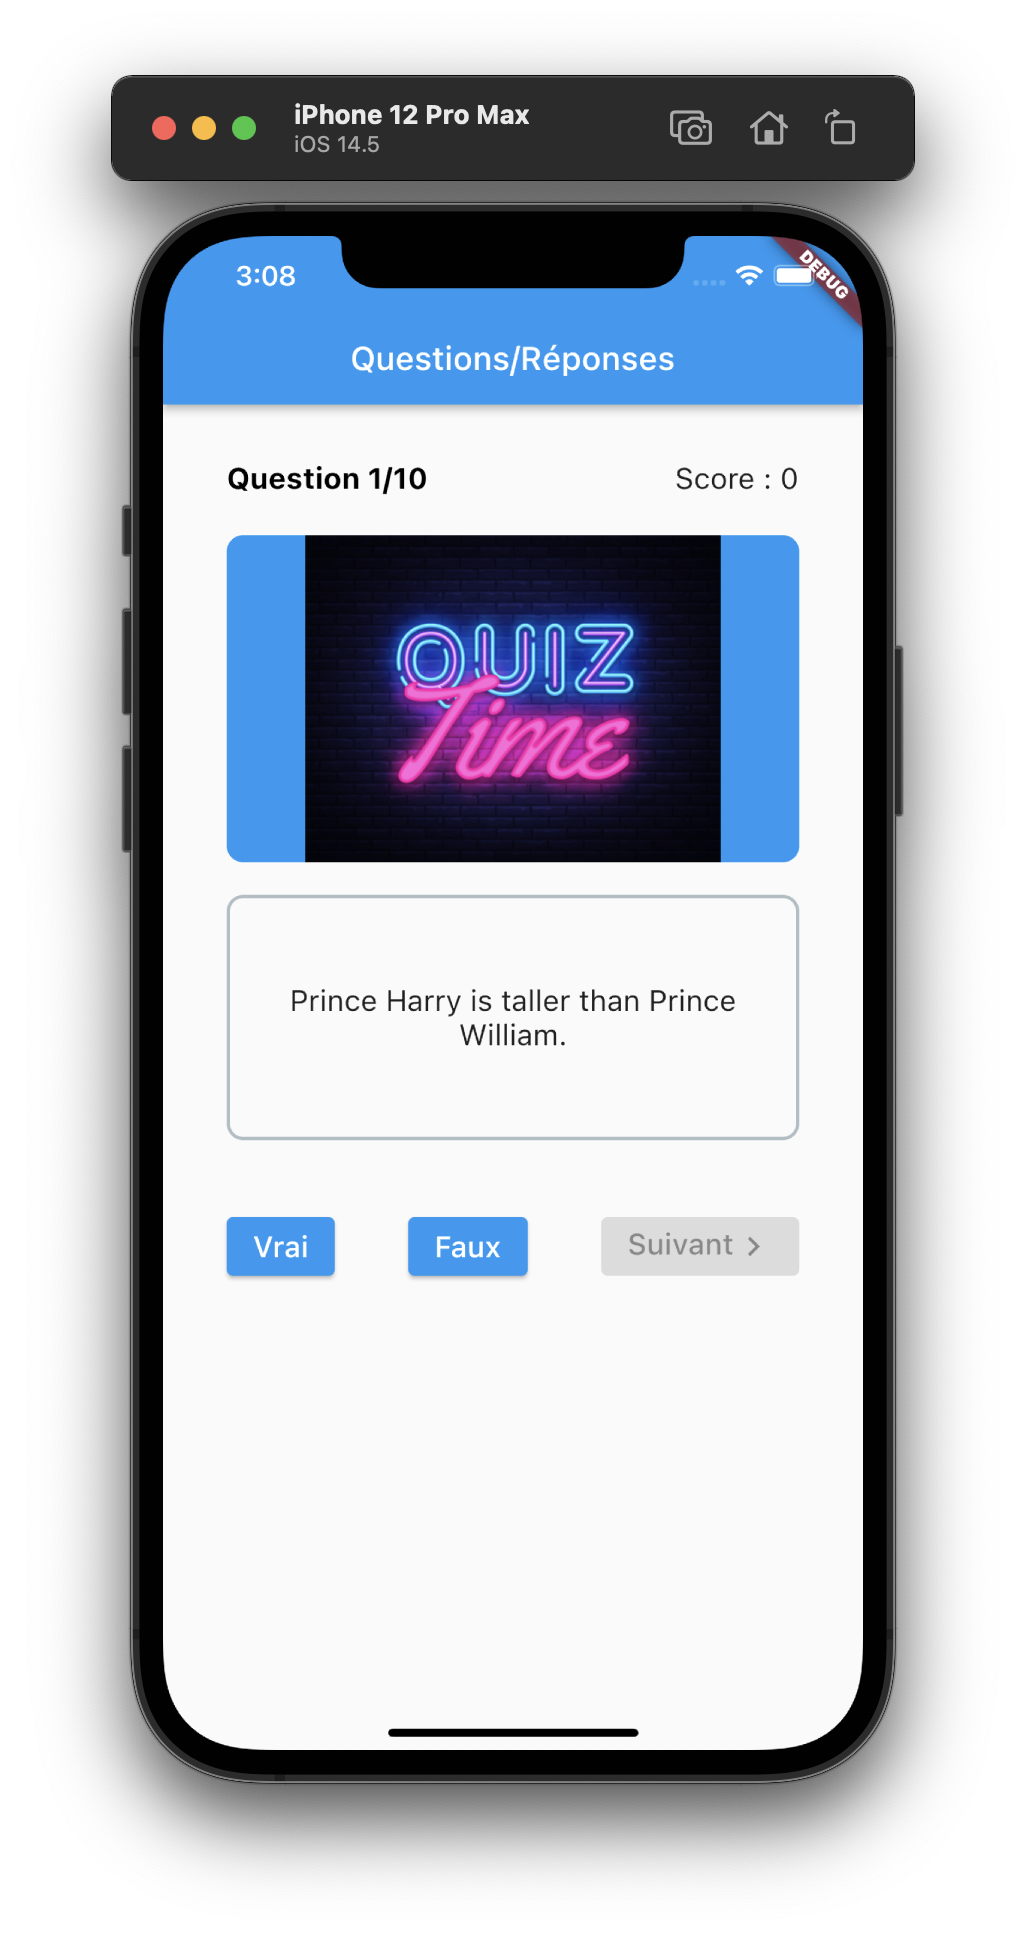 iPhone 12 Pro Max
iOS 14.5
3:08
DEBUG
Questions/Réponses
Question 1/10
Score : 0
QUIZ
Time
Prince Harry is taller than Prince
William.
Vrai
Faux
Suivant